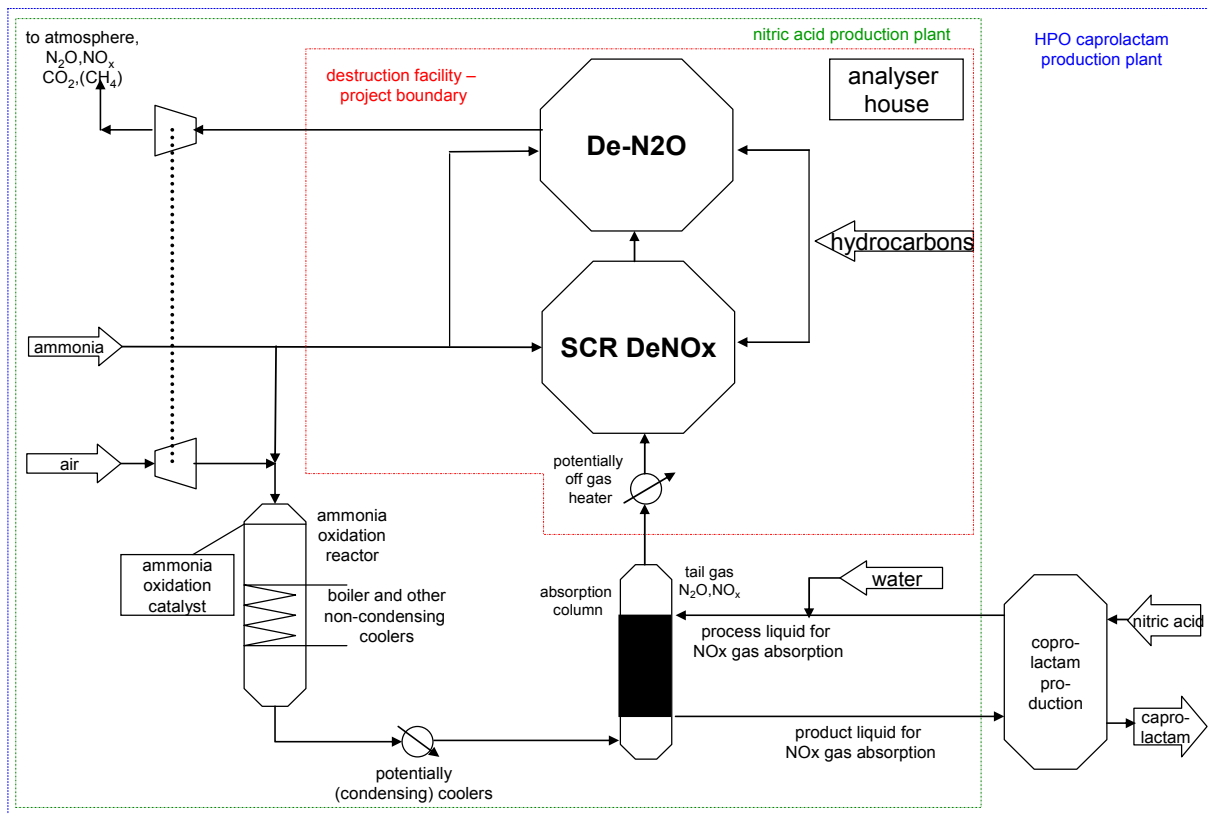 to atmosphere,
N₂O,NOₓ
CO₂,(CH₄)
nitric acid production plant
HPO caprolactam
production plant
destruction facility –
project boundary
analyser
house
De-N2O
hydrocarbons
SCR DeNOx
ammonia
air
potentially
off gas
heater
ammonia
oxidation
reactor
ammonia
oxidation
catalyst
boiler and other
non-condensing
coolers
absorption
column
tail gas
N₂O,NOₓ
water
process liquid for
NOx gas absorption
nitric acid
copro-
lactam
pro-
duction
capro-
lactam
product liquid for
NOx gas absorption
potentially
(condensing) coolers